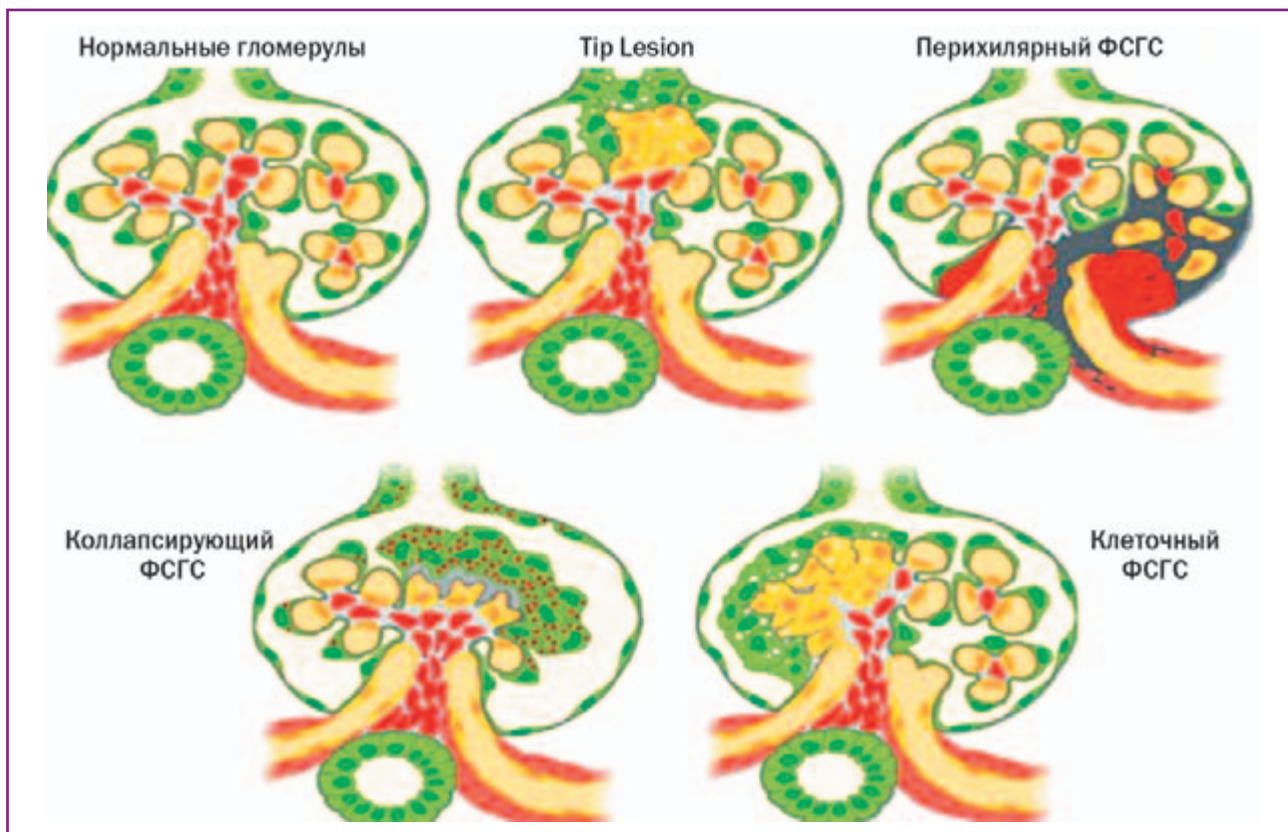 Нормальные гломерулы
Tip Lesion
Перихилярный ФСГС
Коллапсирующий
ФСГС
Клеточный
ФСГС